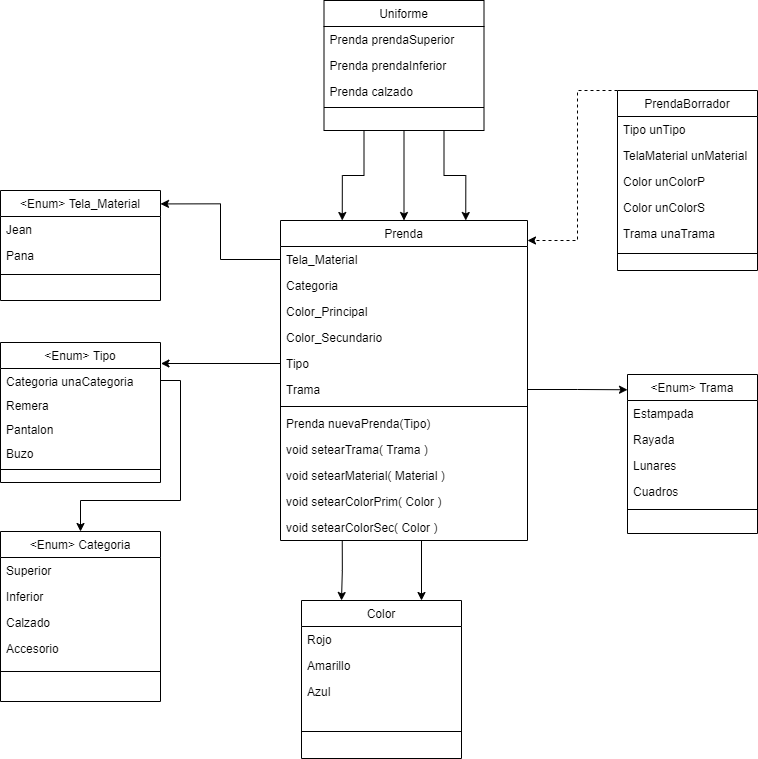 Uniforme
Prenda prendaSuperior
Prenda prendaInferior
Prenda calzado
PrendaBorrador
Tipo unTipo
TelaMaterial unMaterial
Color unColorP
Color unColorS
Trama unaTrama
<Enum> Tela_Material
Jean
Pana
Prenda
Tela_Material
Categoria
Color_Principal
Color_Secundario
Tipo
Trama
Prenda nuevaPrenda(Tipo)
void setearTrama( Trama )
void setearMaterial( Material )
void setearColorPrim( Color )
void setearColorSec( Color )
<Enum> Tipo
Categoria unaCategoria
Remera
Pantalon
Buzo
<Enum> Trama
Estampada
Rayada
Lunares
Cuadros
<Enum> Categoria
Superior
Inferior
Calzado
Accesorio
Color
Rojo
Amarillo
Azul